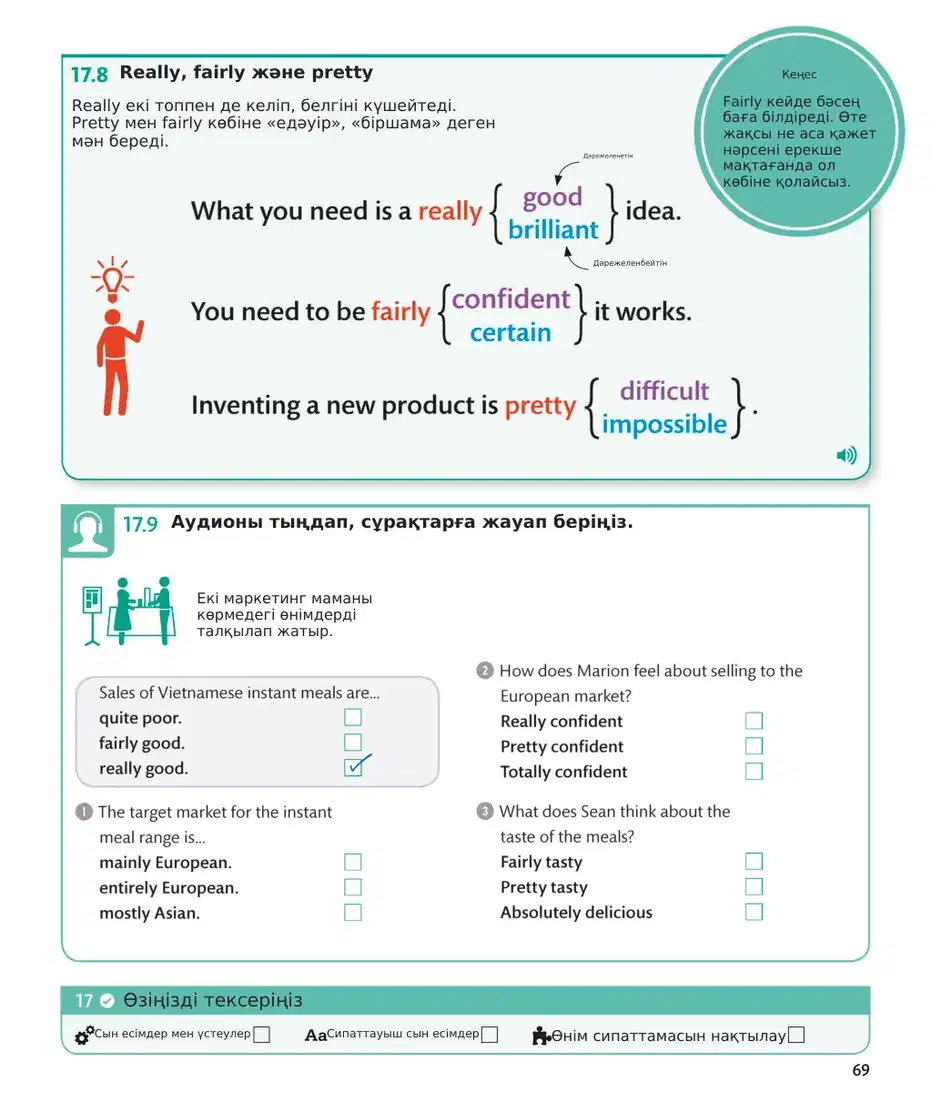 17.8 Really, fairly және pretty
Really екі топпен де келіп, белгіні күшейтеді.
Pretty мен fairly көбіне «едәуір», «біршама» деген
мән береді.
Кеңес
Fairly кейде бәсең
баға білдіреді. Өте
жақсы не аса қажет
нәрсені ерекше
мақтағанда ол
көбіне қолайсыз.
Дәрежеленетін
What you need is a really { good brilliant } idea.
Дәрежеленбейтін
You need to be fairly { confident certain } it works.
Inventing a new product is pretty { difficult impossible } .
17.9 Аудионы тыңдап, сұрақтарға жауап беріңіз.
Екі маркетинг маманы
көрмедегі өнімдерді
талқылап жатыр.
Sales of Vietnamese instant meals are...
quite poor.
fairly good.
really good.
1 The target market for the instant
meal range is...
mainly European.
entirely European.
mostly Asian.
2 How does Marion feel about selling to the
European market?
Really confident
Pretty confident
Totally confident
3 What does Sean think about the
taste of the meals?
Fairly tasty
Pretty tasty
Absolutely delicious
17 Өзіңізді тексеріңіз
Сын есімдер мен үстеулер Aa Сипаттауыш сын есімдер Өнім сипаттамасын нақтылау
69